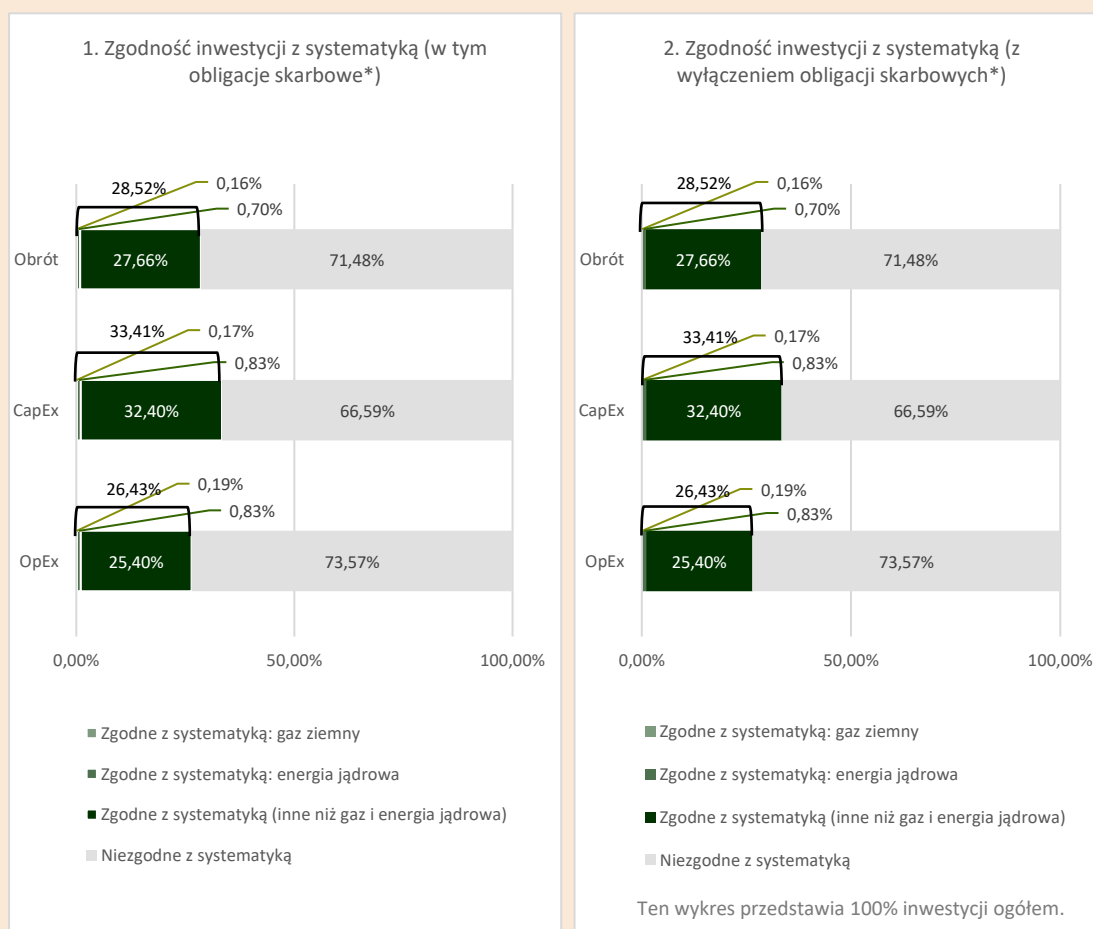 1. Zgodność inwestycji z systematyką (w tym
obligacje skarbowe*)
28,52%
0,16%
0,70%
Obrót
27,66%
71,48%
33,41%
0,17%
0,83%
CapEx
32,40%
66,59%
26,43%
0,19%
0,83%
OpEx
25,40%
73,57%
0,00%
50,00%
100,00%
Zgodne z systematyką: gaz ziemny
Zgodne z systematyką: energia jądrowa
Zgodne z systematyką (inne niż gaz i energia jądrowa)
Niezgodne z systematyką
2. Zgodność inwestycji z systematyką (z
wyłączeniem obligacji skarbowych*)
28,52%
0,16%
0,70%
Obrót
27,66%
71,48%
33,41%
0,17%
0,83%
CapEx
32,40%
66,59%
26,43%
0,19%
0,83%
OpEx
25,40%
73,57%
0,00%
50,00%
100,00%
Zgodne z systematyką: gaz ziemny
Zgodne z systematyką: energia jądrowa
Zgodne z systematyką (inne niż gaz i energia jądrowa)
Niezgodne z systematyką
Ten wykres przedstawia 100% inwestycji ogółem.